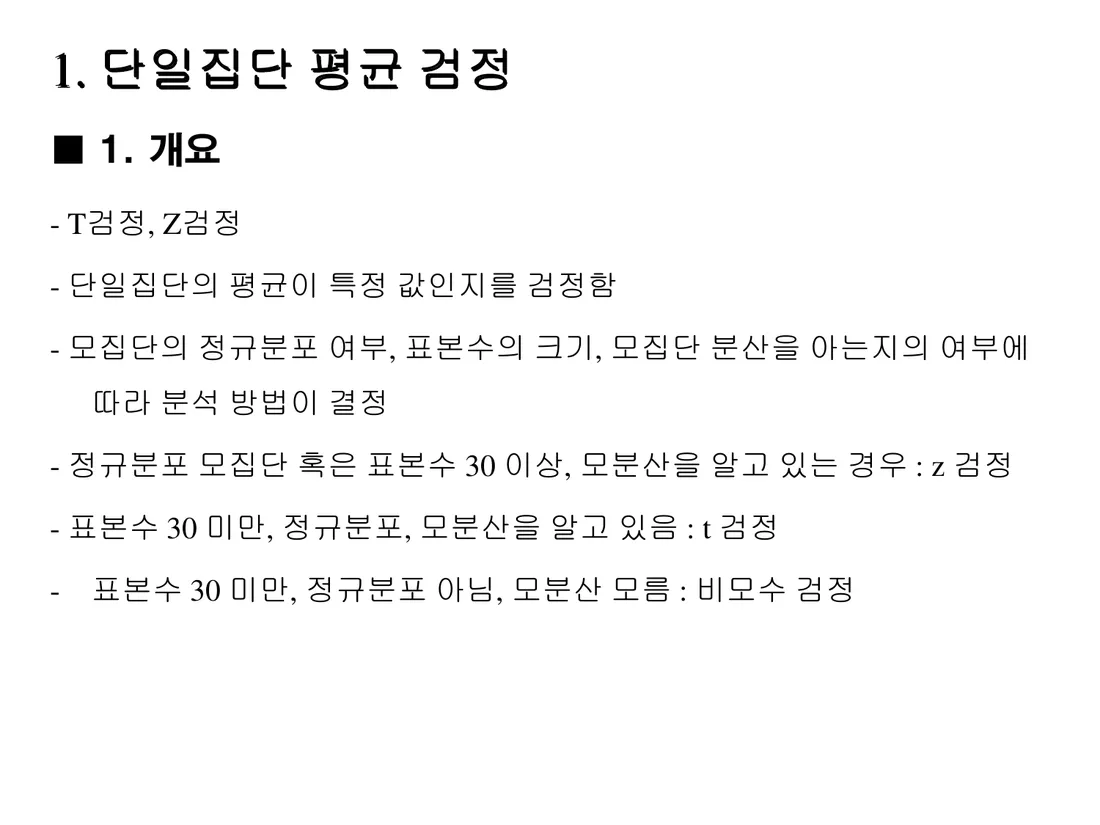 1. 단일집단 평균 검정
■ 1. 개요
- T검정, Z검정
- 단일집단의 평균이 특정 값인지를 검정함
- 모집단의 정규분포 여부, 표본수의 크기, 모집단 분산을 아는지의 여부에
따라 분석 방법이 결정
- 정규분포 모집단 혹은 표본수 30 이상, 모분산을 알고 있는 경우 : z 검정
- 표본수 30 미만, 정규분포, 모분산을 알고 있음 : t 검정
- 표본수 30 미만, 정규분포 아님, 모분산 모름 : 비모수 검정